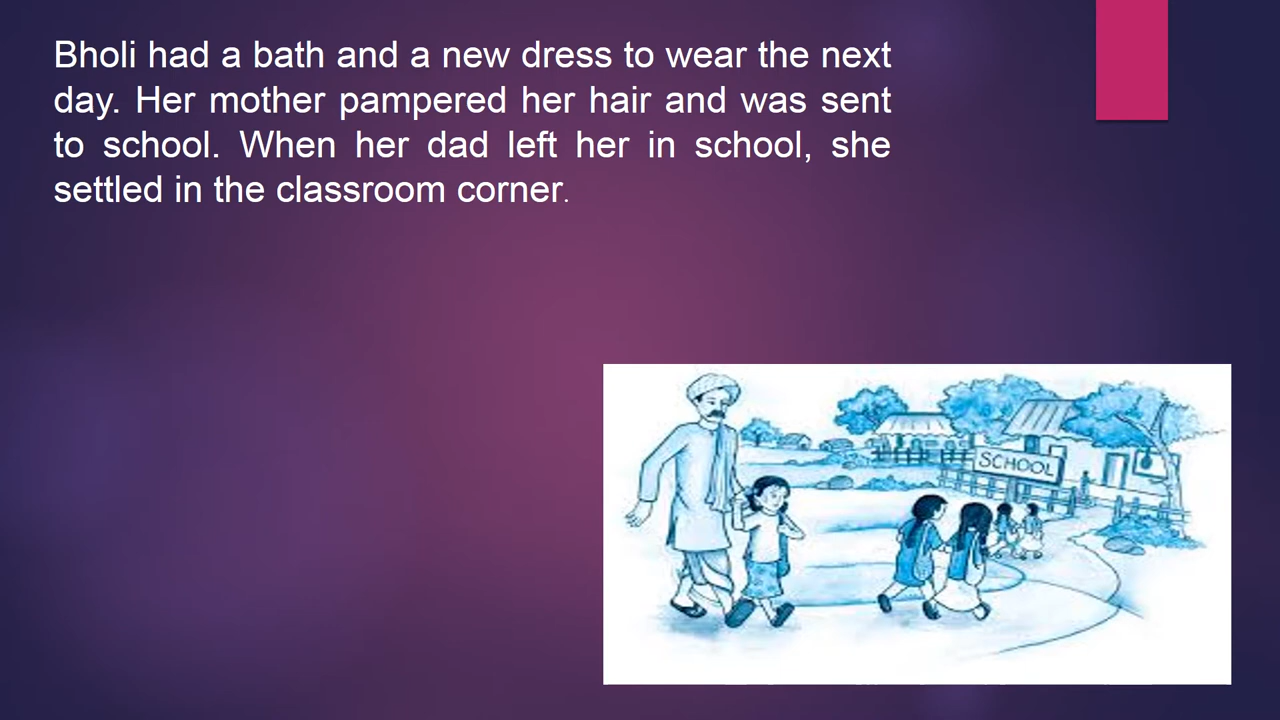 Bholi had a bath and a new dress to wear the next
day. Her mother pampered her hair and was sent
to school. When her dad left her in school, she
settled in the classroom corner.
SCHOOL